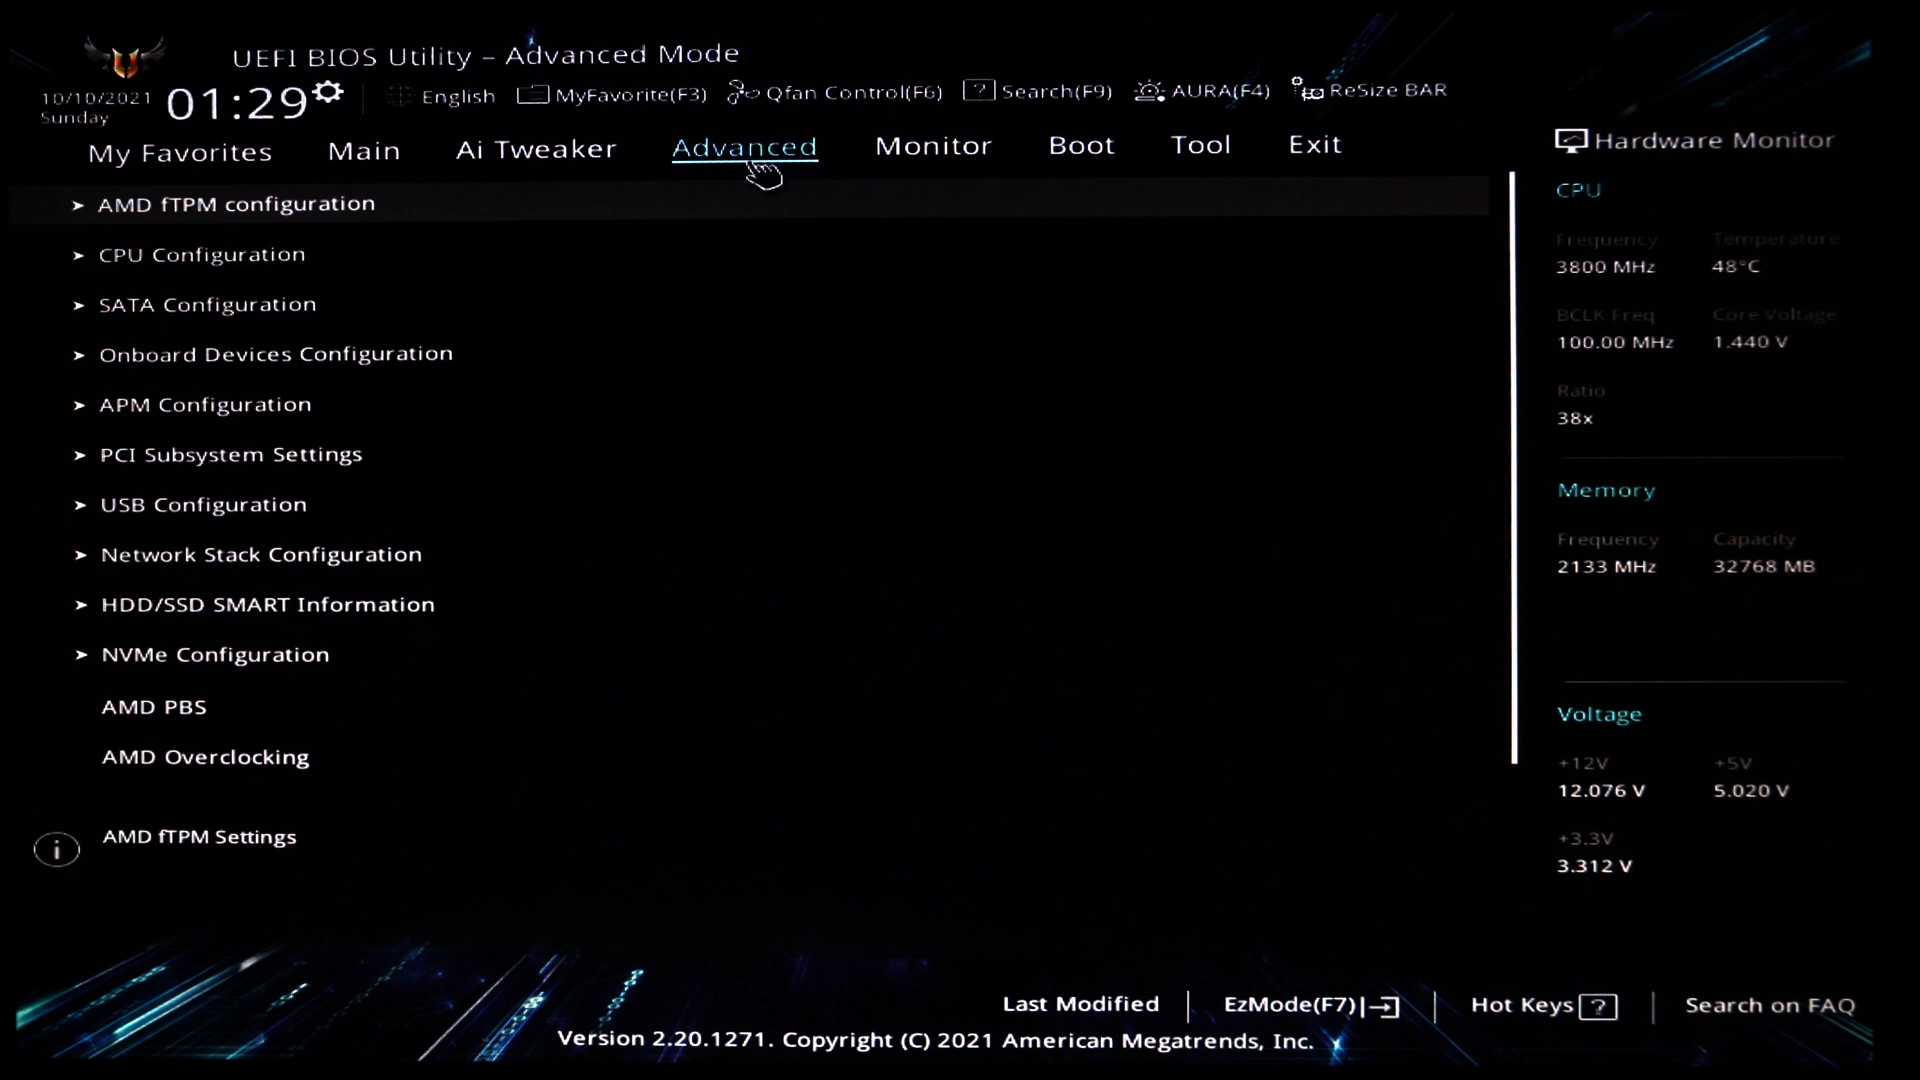 UEFI BIOS Utility – Advanced Mode
10/10/2021
Sunday
01:29
English
MyFavorite(F3)
Qfan Control(F6)
? Search(F9)
AURA(F4)
ReSize BAR
My Favorites
Main
Ai Tweaker
Advanced
Monitor
Boot
Tool
Exit
AMD fTPM configuration
CPU Configuration
SATA Configuration
Onboard Devices Configuration
APM Configuration
PCI Subsystem Settings
USB Configuration
Network Stack Configuration
HDD/SSD SMART Information
NVMe Configuration
AMD PBS
AMD Overclocking
i AMD fTPM Settings
Hardware Monitor
CPU
Frequency Temperature
3800 MHz 48°C
BCLK Freq Core Voltage
100.00 MHz 1.440 V
Ratio
38x
Memory
Frequency Capacity
2133 MHz 32768 MB
Voltage
+12V +5V
12.076 V 5.020 V
+3.3V
3.312 V
Last Modified
EzMode(F7)
Hot Keys ?
Search on FAQ
Version 2.20.1271. Copyright (C) 2021 American Megatrends, Inc.